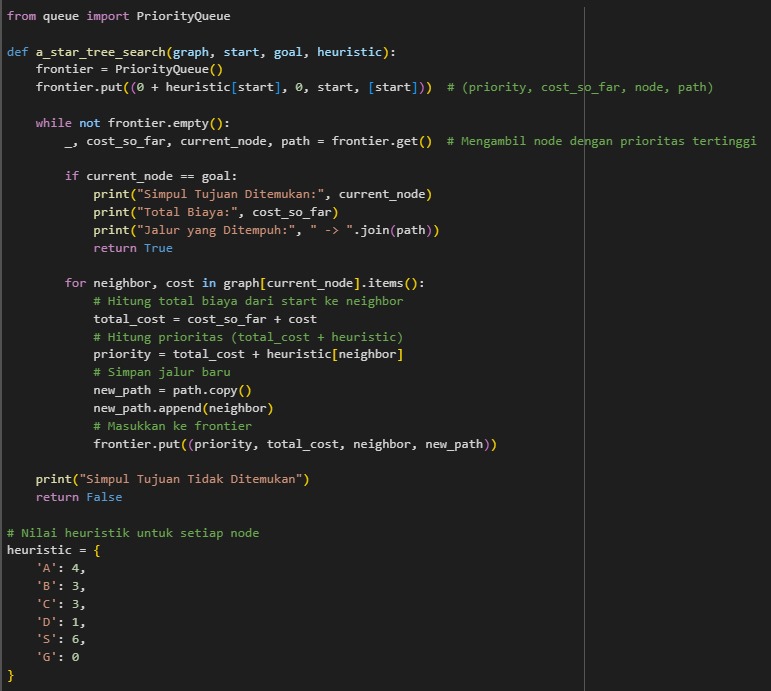 from queue import PriorityQueue

def a_star_tree_search(graph, start, goal, heuristic):
    frontier = PriorityQueue()
    frontier.put((0 + heuristic[start], 0, start, [start]))  # (priority, cost_so_far, node, path)

    while not frontier.empty():
        _, cost_so_far, current_node, path = frontier.get()  # Mengambil node dengan prioritas tertinggi

        if current_node == goal:
            print("Simpul Tujuan Ditemukan:", current_node)
            print("Total Biaya:", cost_so_far)
            print("Jalur yang Ditempuh:", " -> ".join(path))
            return True

        for neighbor, cost in graph[current_node].items():
            # Hitung total biaya dari start ke neighbor
            total_cost = cost_so_far + cost
            # Hitung prioritas (total_cost + heuristic)
            priority = total_cost + heuristic[neighbor]
            # Simpan jalur baru
            new_path = path.copy()
            new_path.append(neighbor)
            # Masukkan ke frontier
            frontier.put((priority, total_cost, neighbor, new_path))

    print("Simpul Tujuan Tidak Ditemukan")
    return False

# Nilai heuristik untuk setiap node
heuristic = {
    'A': 4,
    'B': 3,
    'C': 3,
    'D': 1,
    'S': 6,
    'G': 0
}